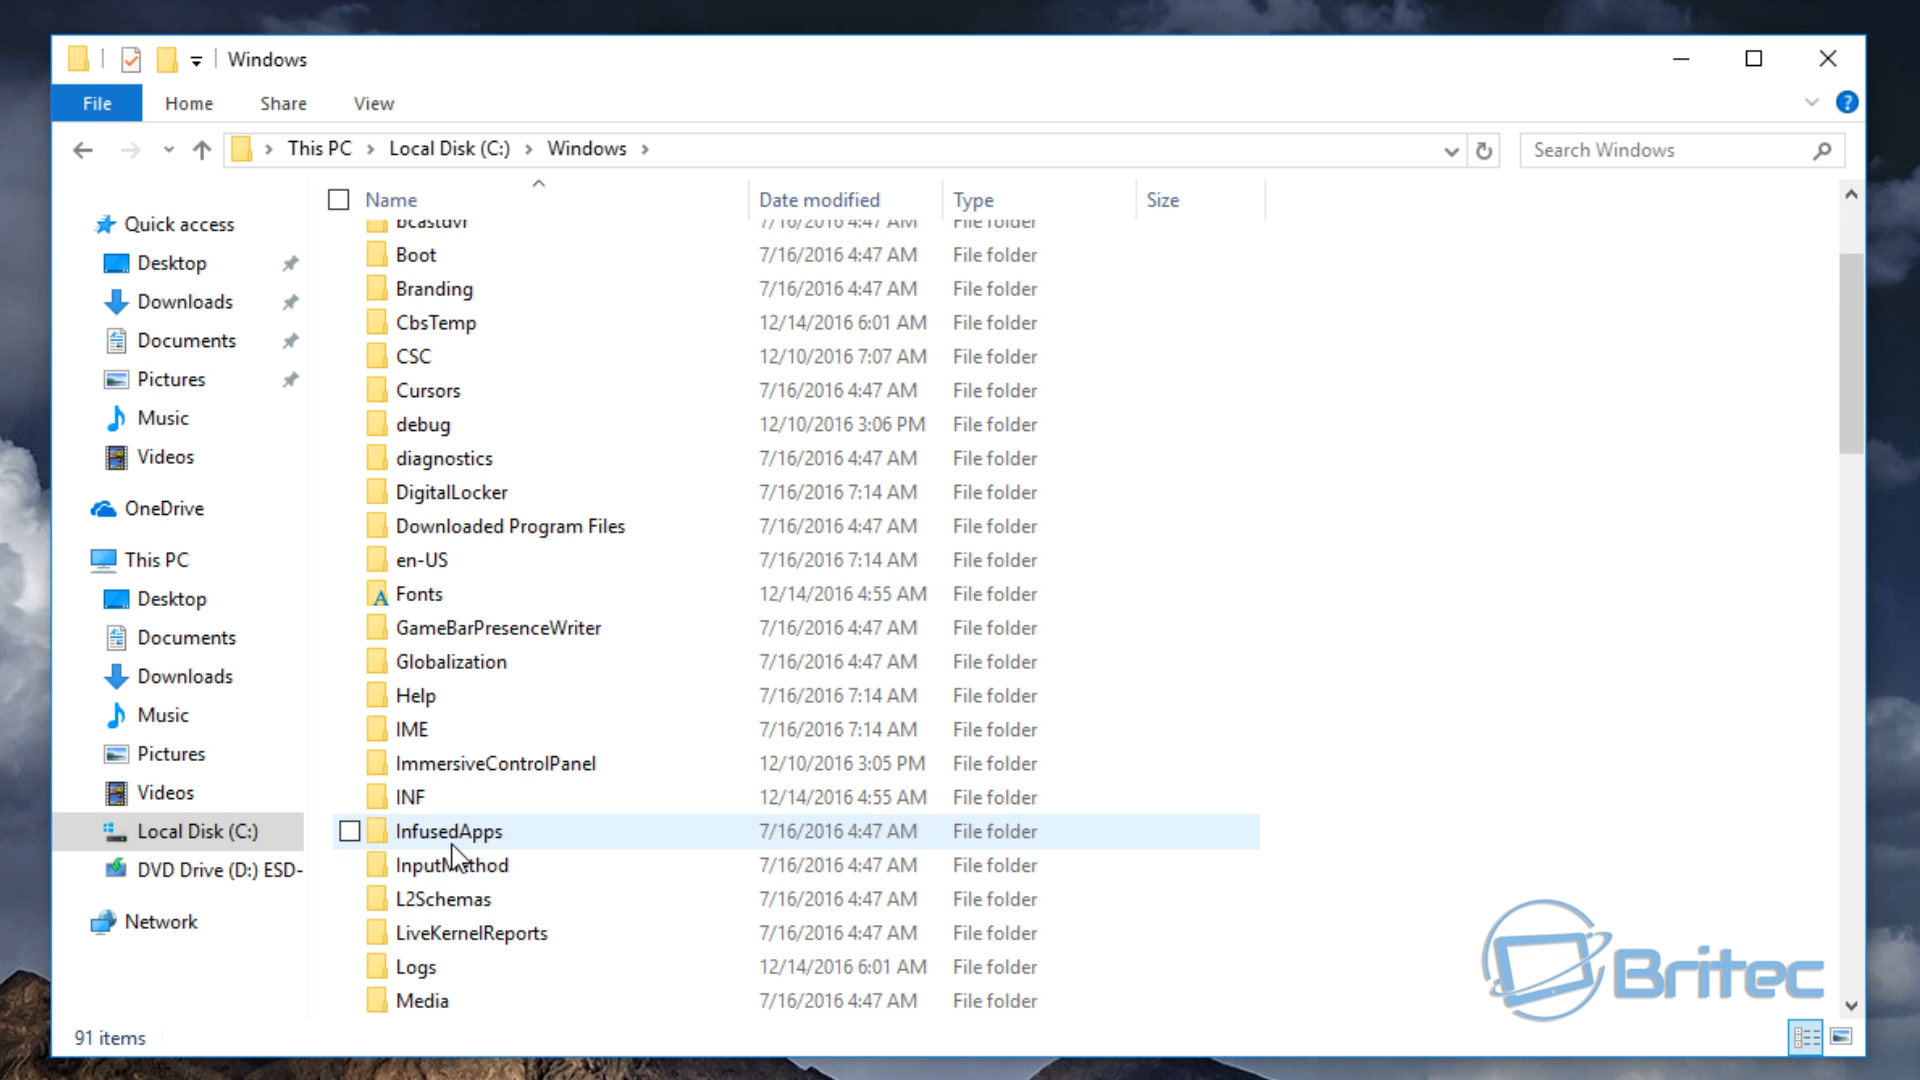 Windows
File Home Share View
This PC > Local Disk (C:) > Windows >
Search Windows
Name Date modified Type Size
bcastdvr 7/16/2016 4:47 AM File folder
Boot 7/16/2016 4:47 AM File folder
Branding 7/16/2016 4:47 AM File folder
CbsTemp 12/14/2016 6:01 AM File folder
CSC 12/10/2016 7:07 AM File folder
Cursors 7/16/2016 4:47 AM File folder
debug 12/10/2016 3:06 PM File folder
diagnostics 7/16/2016 4:47 AM File folder
DigitalLocker 7/16/2016 7:14 AM File folder
Downloaded Program Files 7/16/2016 4:47 AM File folder
en-US 7/16/2016 7:14 AM File folder
Fonts 12/14/2016 4:55 AM File folder
GameBarPresenceWriter 7/16/2016 4:47 AM File folder
Globalization 7/16/2016 4:47 AM File folder
Help 7/16/2016 7:14 AM File folder
IME 7/16/2016 7:14 AM File folder
ImmersiveControlPanel 12/10/2016 3:05 PM File folder
INF 12/14/2016 4:55 AM File folder
InfusedApps 7/16/2016 4:47 AM File folder
InputMethod 7/16/2016 4:47 AM File folder
L2Schemas 7/16/2016 4:47 AM File folder
LiveKernelReports 7/16/2016 4:47 AM File folder
Logs 12/14/2016 6:01 AM File folder
Media 7/16/2016 4:47 AM File folder
Quick access
Desktop
Downloads
Documents
Pictures
Music
Videos
OneDrive
This PC
Desktop
Documents
Downloads
Music
Pictures
Videos
Local Disk (C:)
DVD Drive (D:) ESD-
Network
91 items
Britec